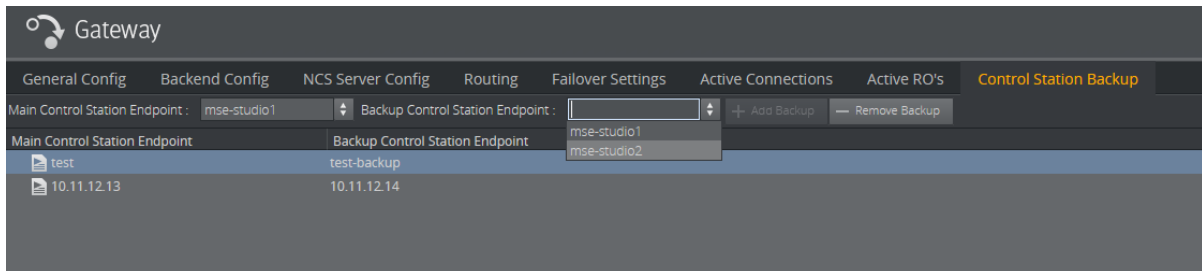 Gateway
General Config Backend Config NCS Server Config Routing Failover Settings Active Connections Active RO's Control Station Backup
Main Control Station Endpoint : mse-studio1 Backup Control Station Endpoint : + Add Backup — Remove Backup
mse-studio1
mse-studio2
Main Control Station Endpoint Backup Control Station Endpoint
test test-backup
10.11.12.13 10.11.12.14